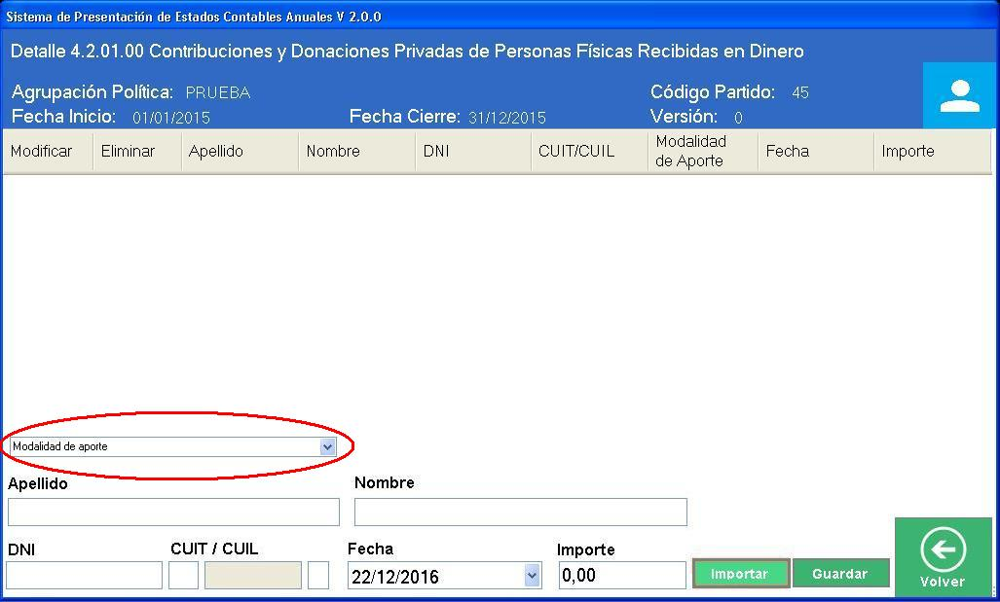 Sistema de Presentación de Estados Contables Anuales V 2.0.0
Detalle 4.2.01.00 Contribuciones y Donaciones Privadas de Personas Físicas Recibidas en Dinero
Agrupación Política: PRUEBA Código Partido: 45
Fecha Inicio: 01/01/2015 Fecha Cierre: 31/12/2015 Versión: 0
Modificar Eliminar Apellido Nombre DNI CUIT/CUIL Modalidad de Aporte Fecha Importe
Modalidad de aporte
Apellido Nombre
DNI CUIT / CUIL Fecha Importe
22/12/2016 0,00 Importar Guardar
Volver